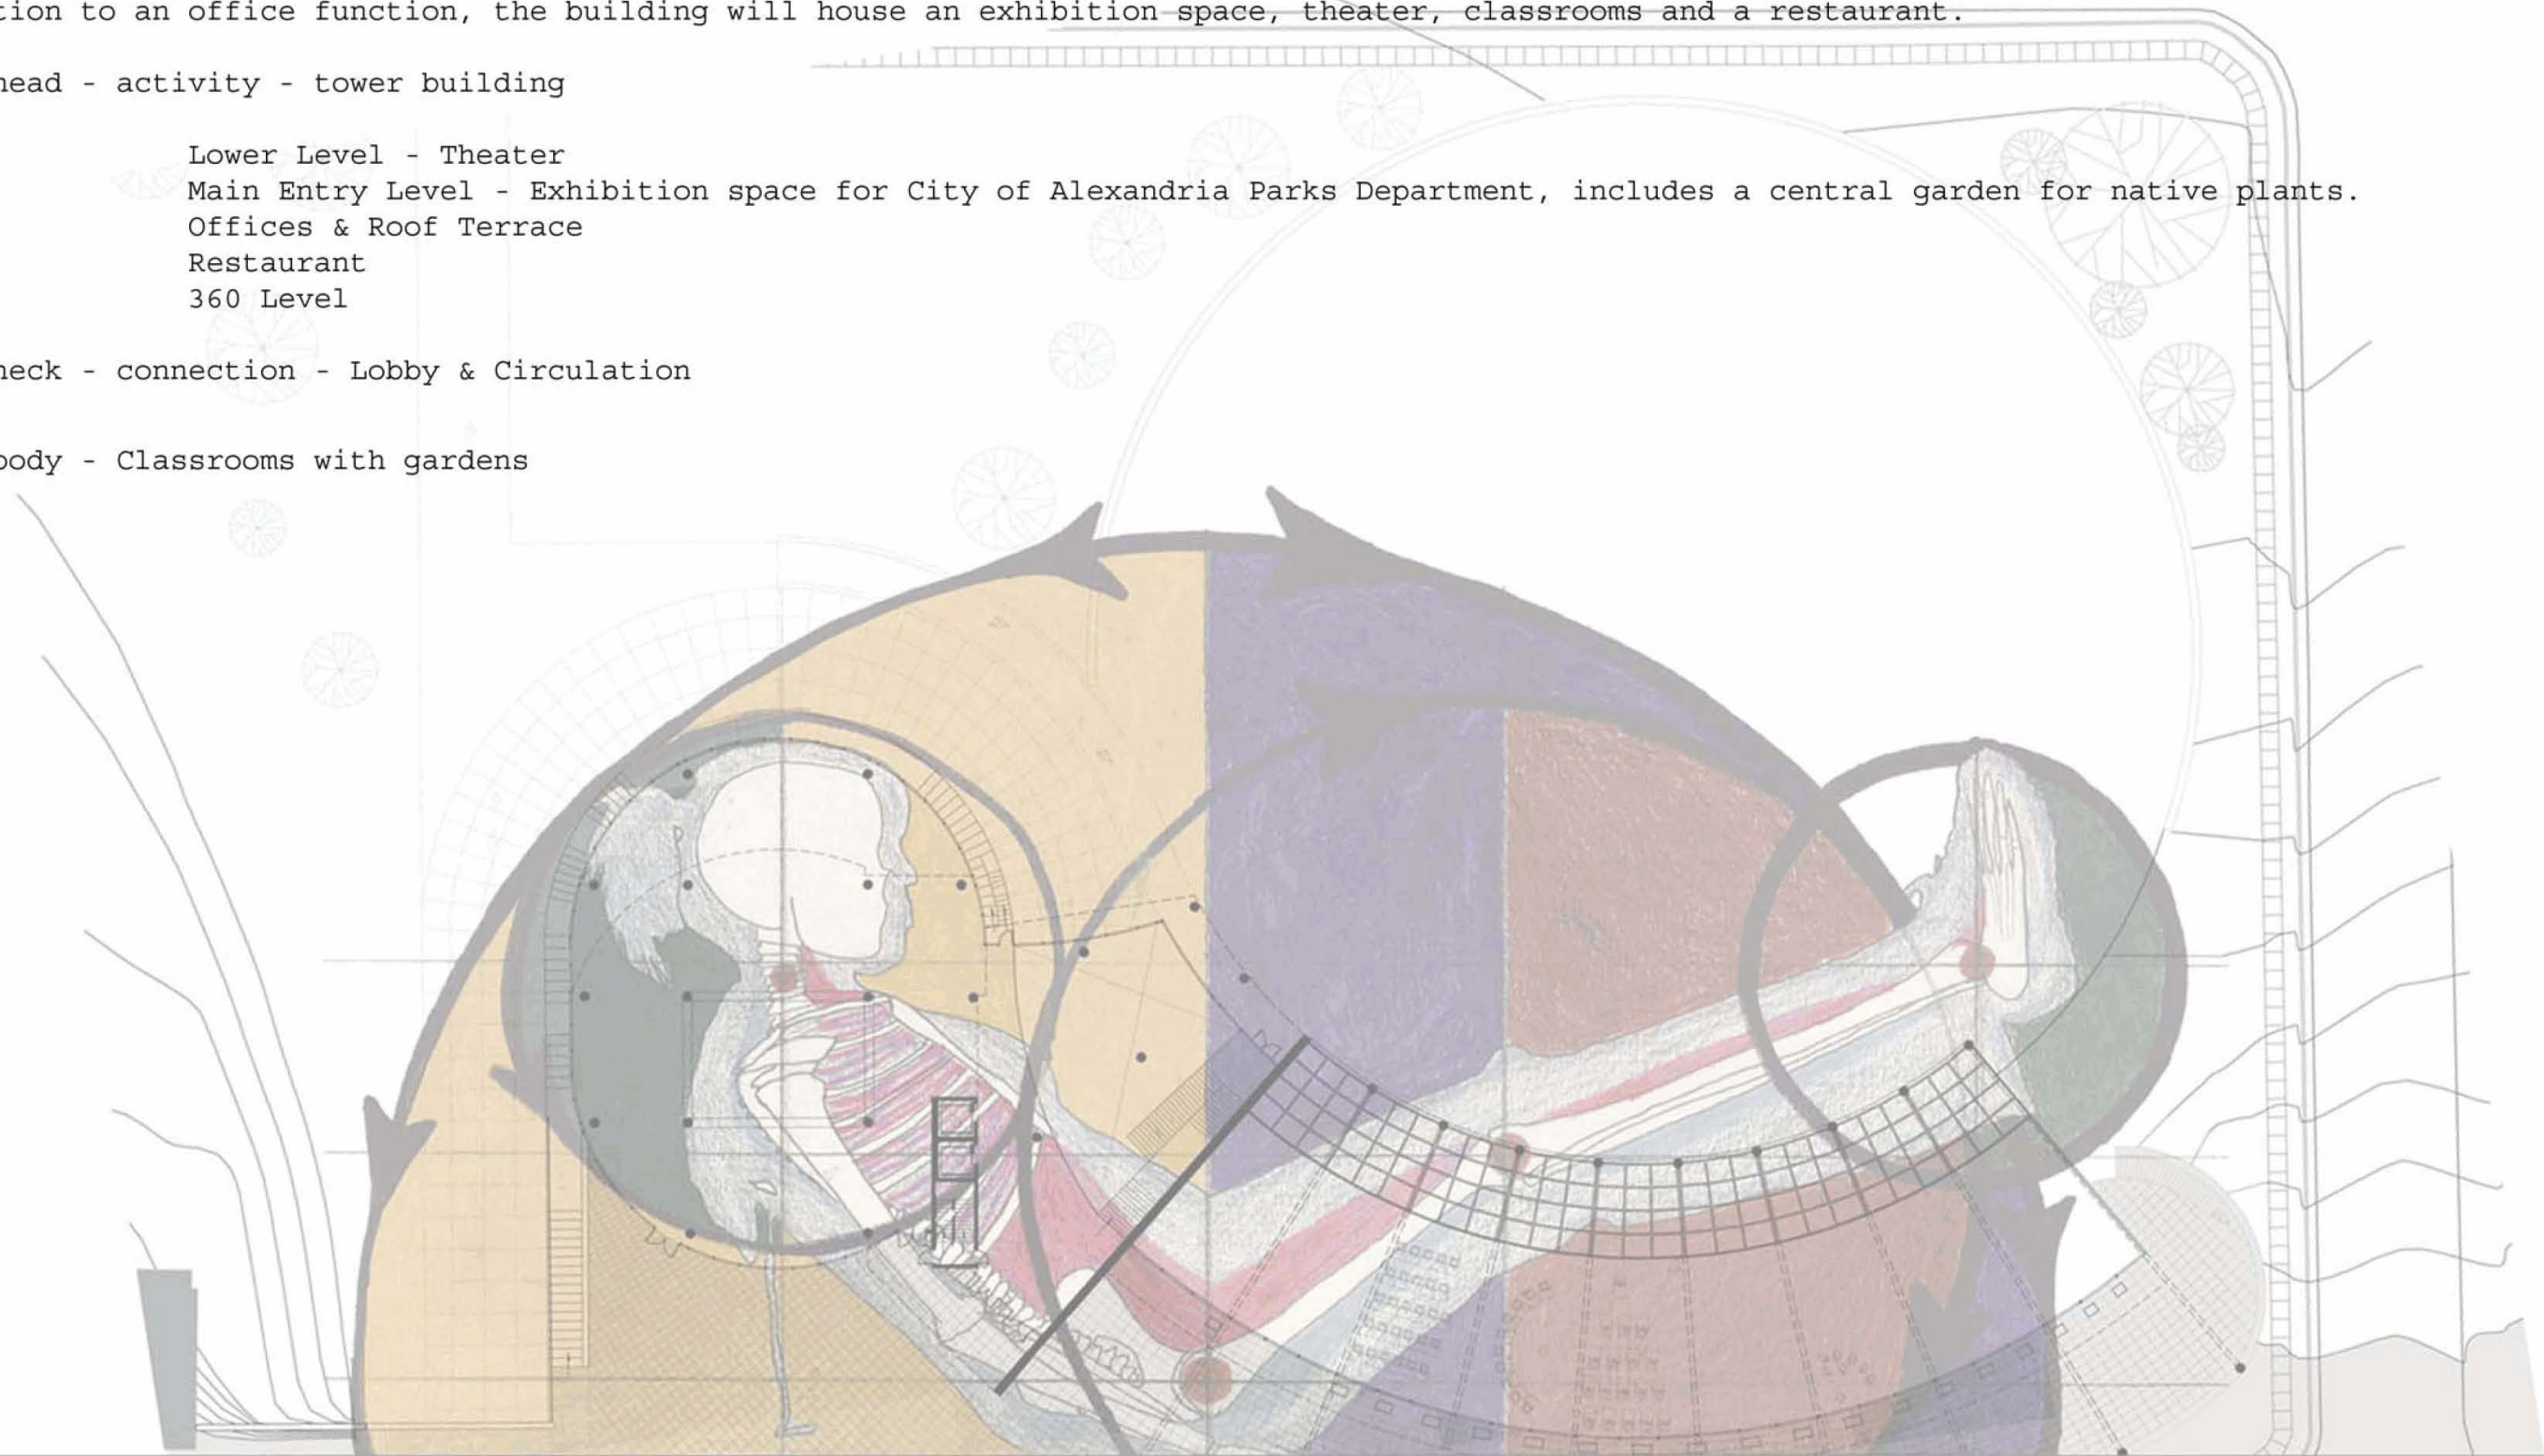 tion to an office function, the building will house an exhibition space, theater, classrooms and a restaurant.
head - activity - tower building
Lower Level - Theater
Main Entry Level - Exhibition space for City of Alexandria Parks Department, includes a central garden for native plants.
Offices & Roof Terrace
Restaurant
360 Level
neck - connection - Lobby & Circulation
body - Classrooms with gardens